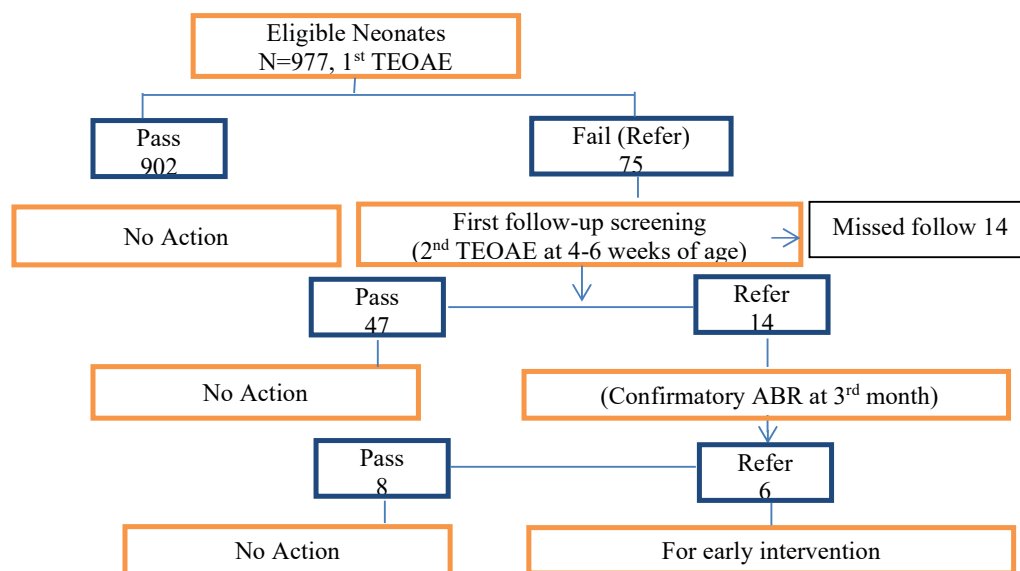 Eligible Neonates
N=977, 1st TEOAE
Pass
902
Fail (Refer)
75
No Action
First follow-up screening
(2nd TEOAE at 4-6 weeks of age)
Missed follow 14
Pass
47
Refer
14
No Action
(Confirmatory ABR at 3rd month)
Pass
8
Refer
6
No Action
For early intervention